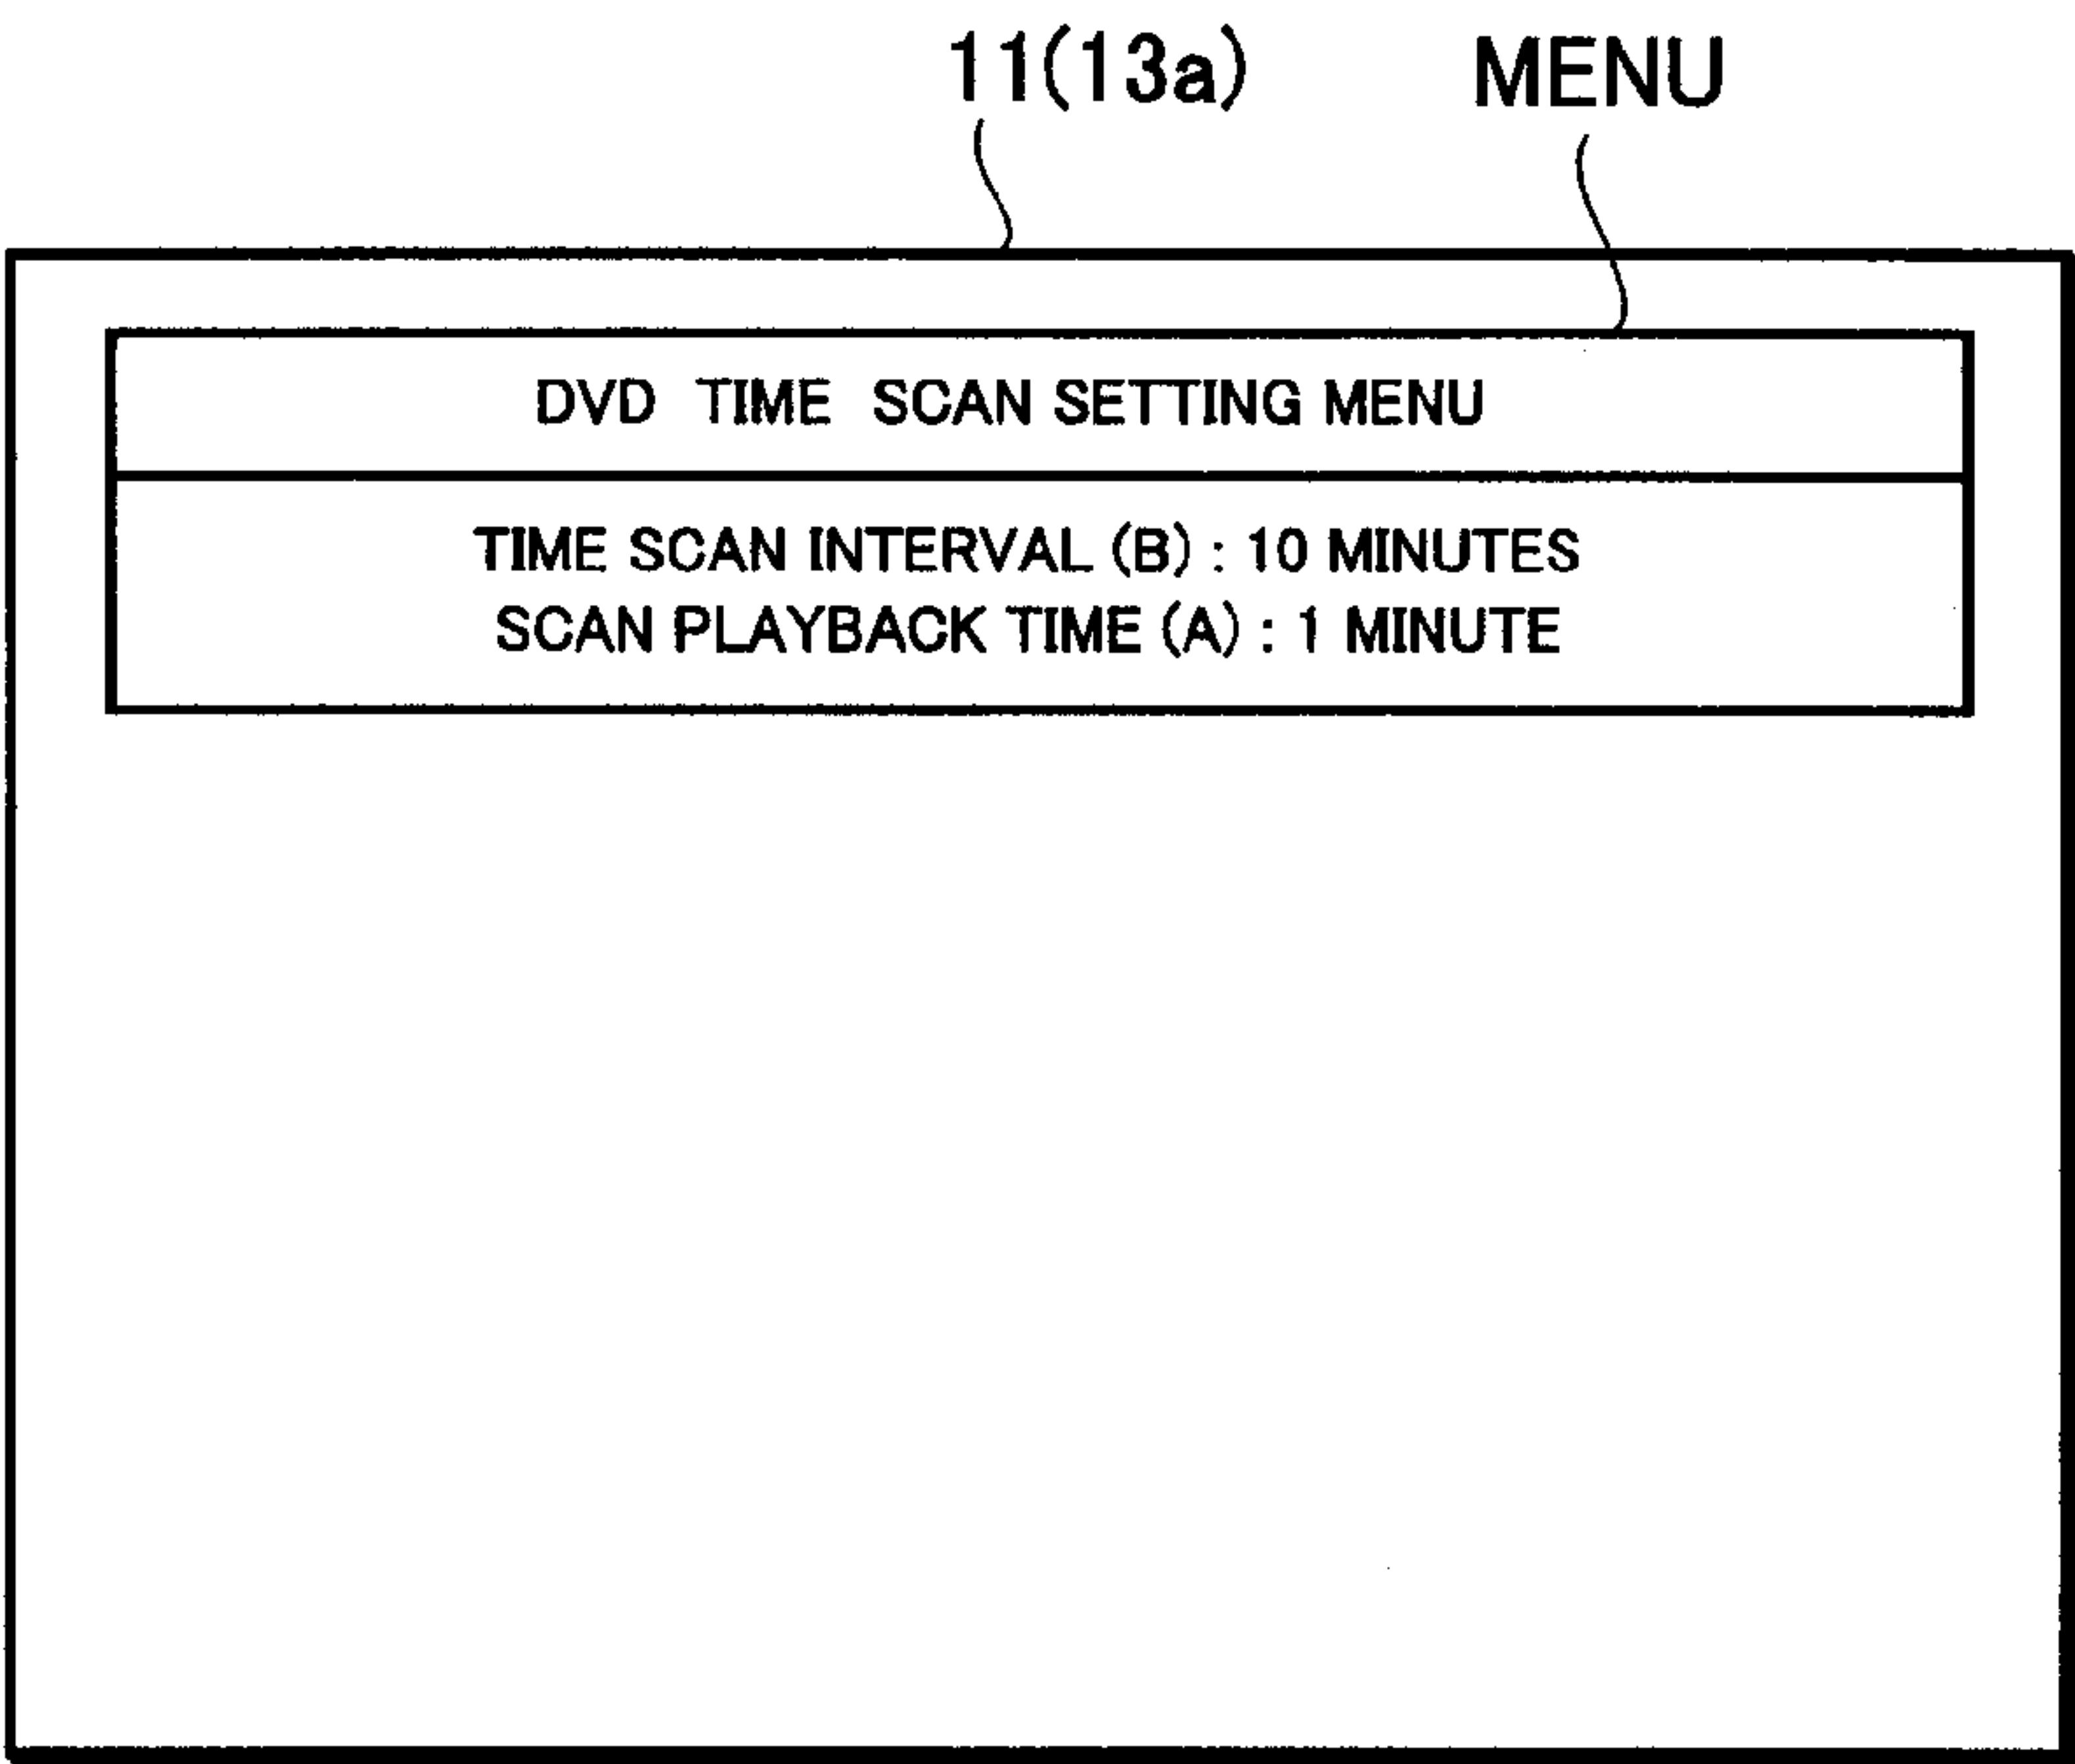 11(13a) MENU
DVD TIME SCAN SETTING MENU
TIME SCAN INTERVAL (B) : 10 MINUTES
SCAN PLAYBACK TIME (A) : 1 MINUTE